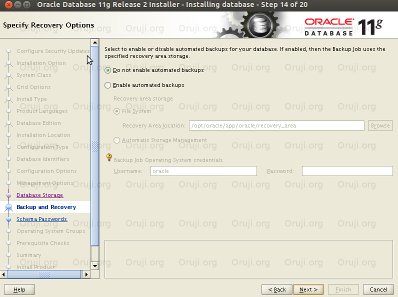 Oracle Database 11g Release 2 Installer - Installing database - Step 14 of 20
Specify Recovery Options
ORACLE
DATABASE 11g
Configure Security Updates
Installation Option
System Class
Grid Options
Install Type
Product Languages
Database Edition
Installation Location
Configuration Type
Database Identifiers
Configuration Options
Management Options
Database Storage
Backup and Recovery
Schema Passwords
Operating System Groups
Prerequisite Checks
Summary
Install Product
Select to enable or disable automated backups for your database. If enabled, then the Backup Job uses the
specified recovery area storage.
Do not enable automated backups
Enable automated backups
Recovery area storage
File System
Recovery Area location: /opt/oracle/app/oracle/recovery_area Browse
Automatic Storage Management
Backup Job Operating System credentials
Username: oracle Password:
Oruji.org
Help
< Back Next > Finish Cancel